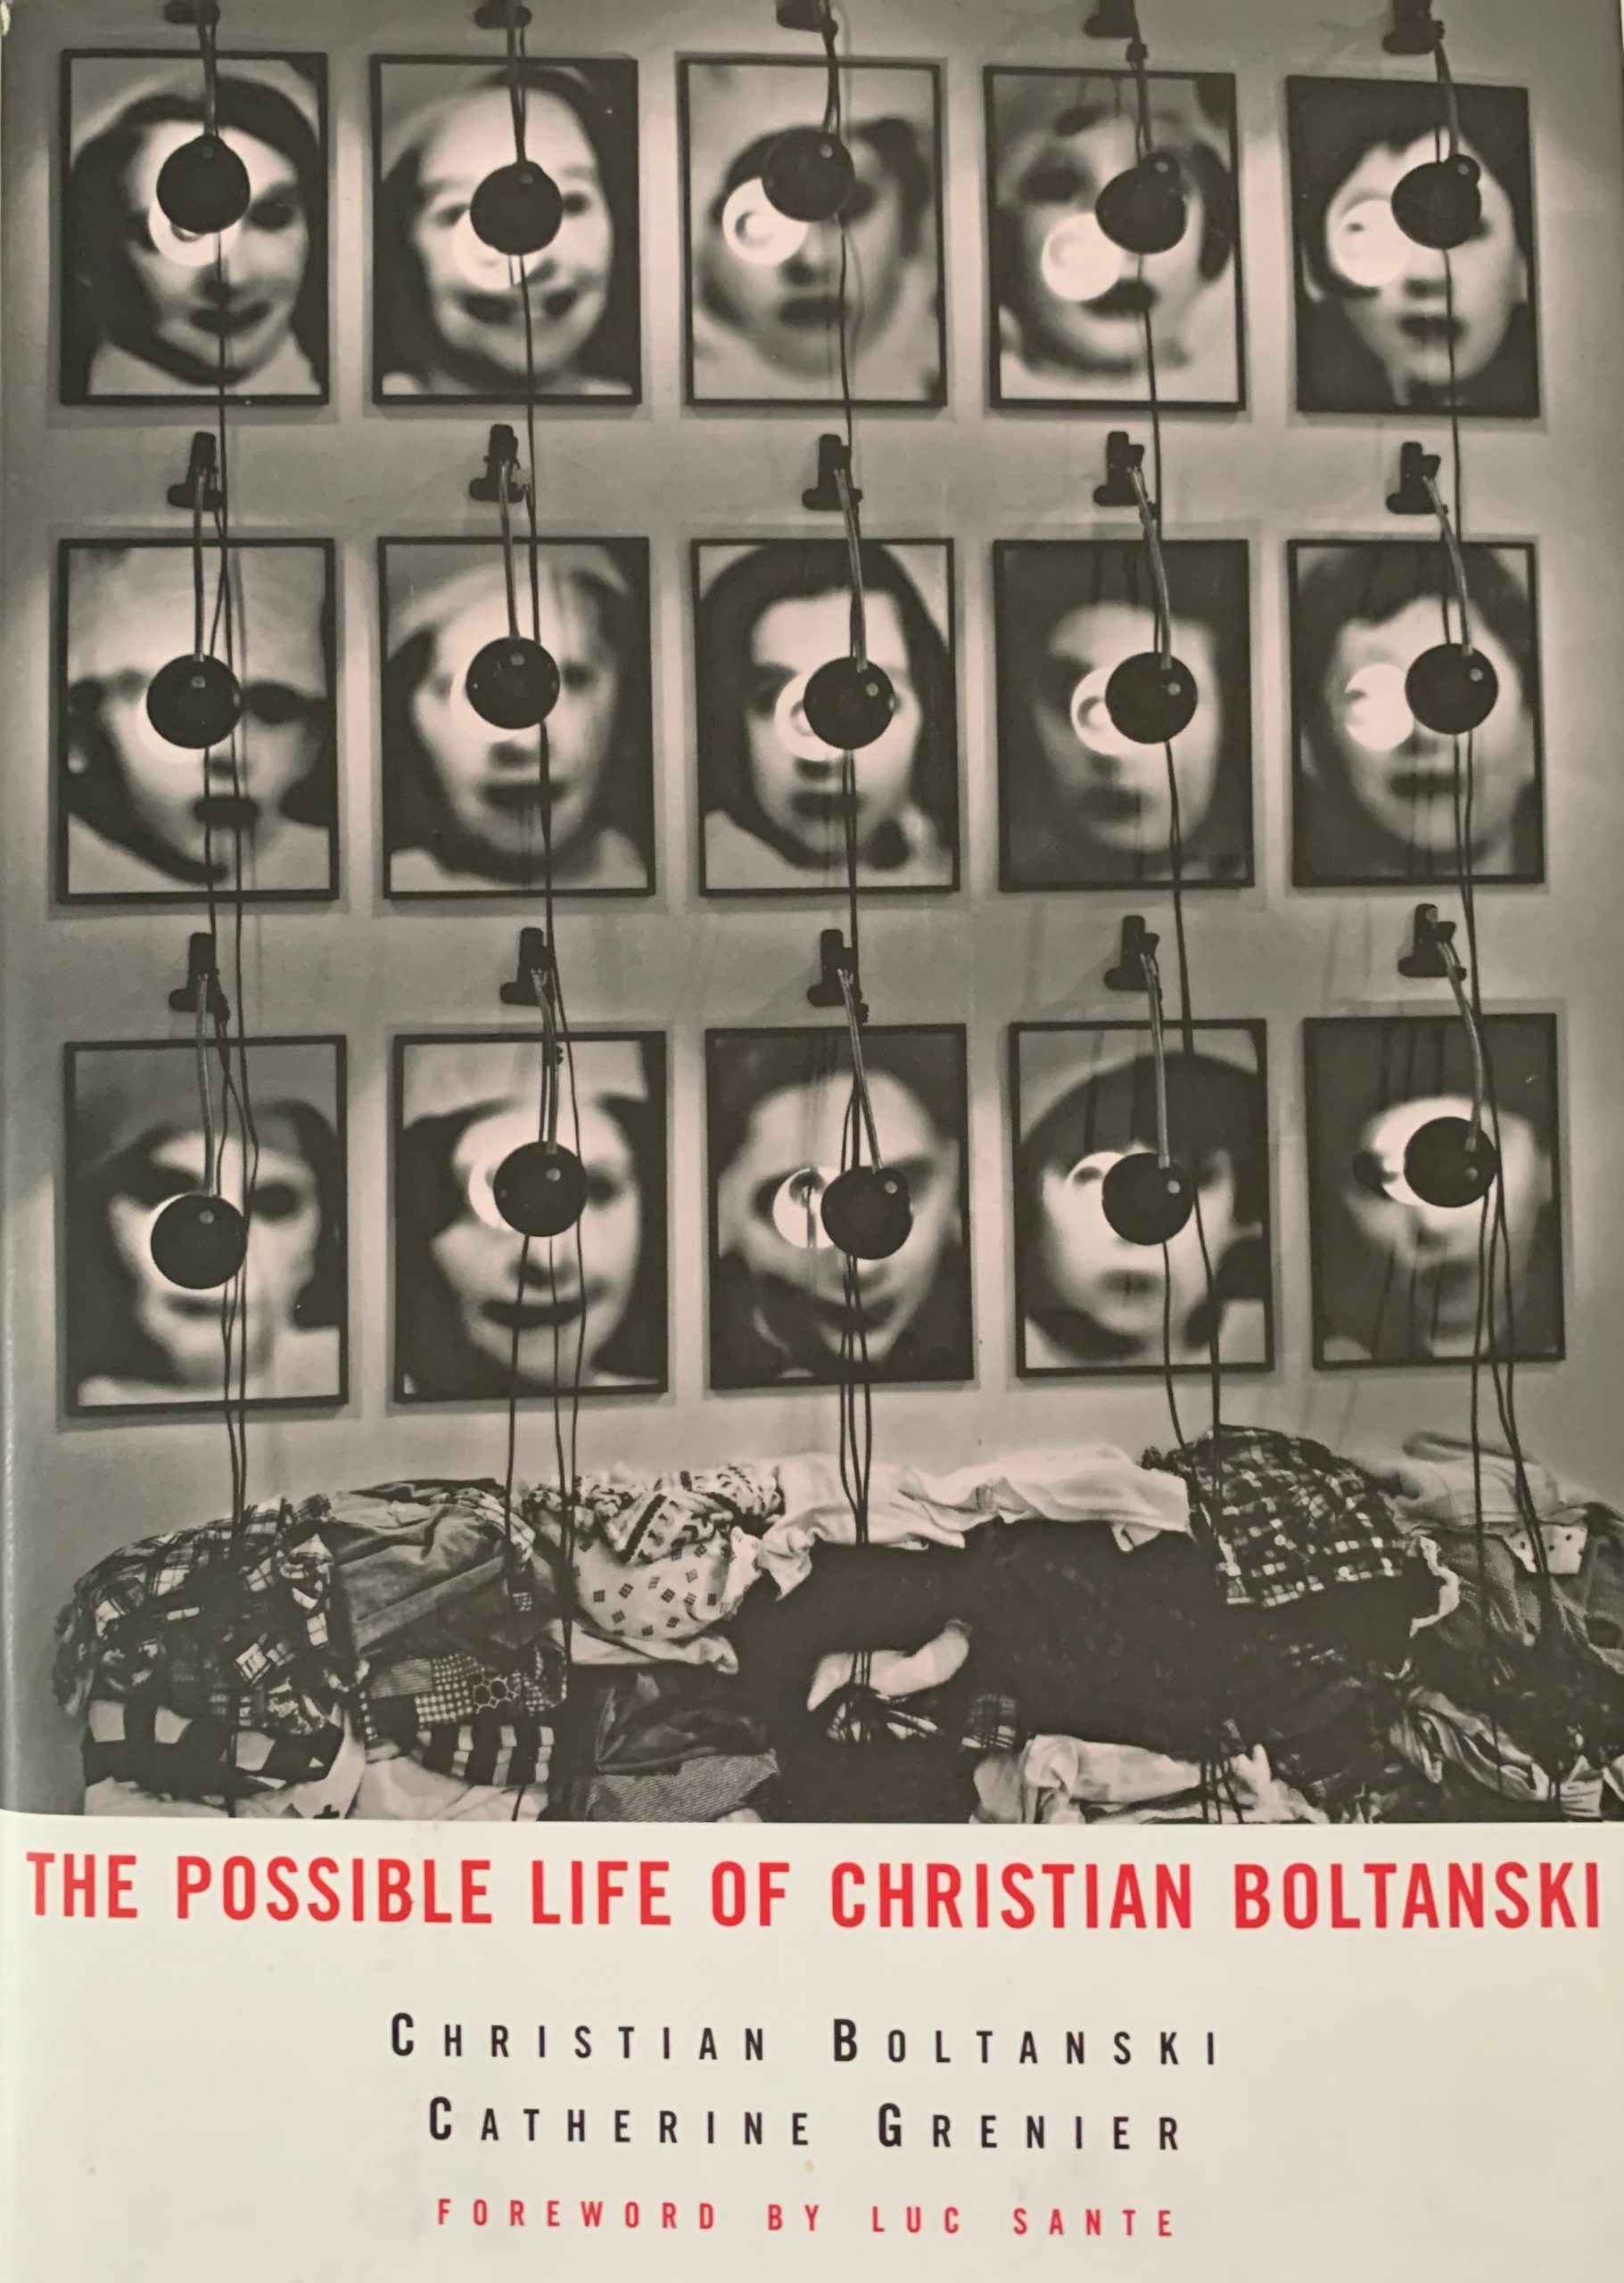 THE POSSIBLE LIFE OF CHRISTIAN BOLTANSKI
CHRISTIAN BOLTANSKI
CATHERINE GRENIER
FOREWORD BY LUC SANTE